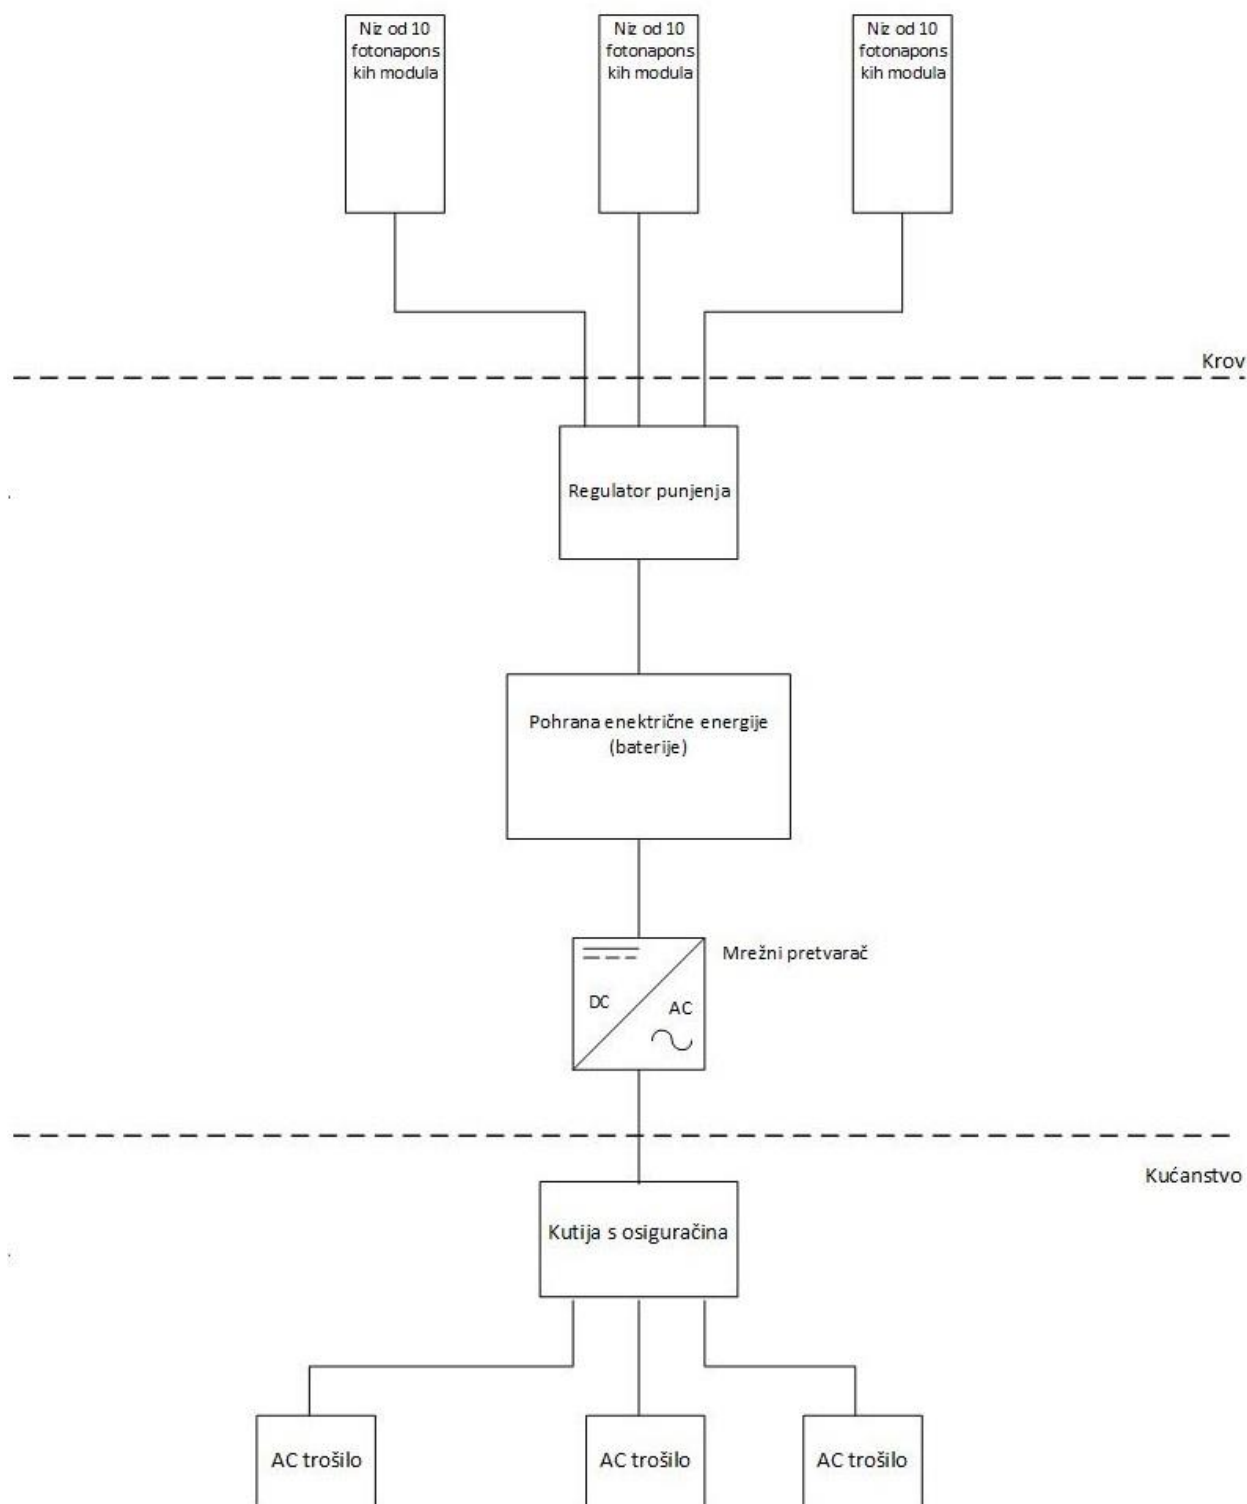 Niz od 10
fotonapons
kih modula
Niz od 10
fotonapons
kih modula
Niz od 10
fotonapons
kih modula
Krov
Regulator punjenja
Pohrana enektrične energije
(baterije)
Mrežni pretvarač
DC
AC
Kućanstvo
Kutija s osiguračina
AC trošilo
AC trošilo
AC trošilo